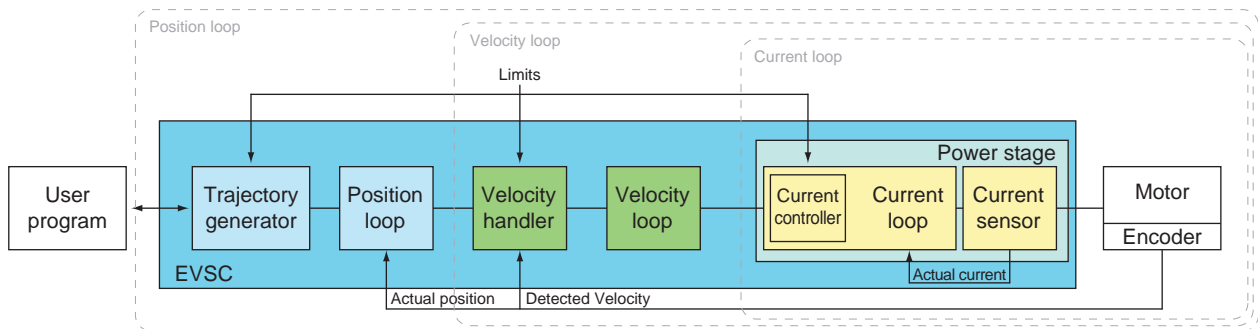 Position loop
Velocity loop
Current loop
Limits
Power stage
User
program
Trajectory
generator
Position
loop
Velocity
handler
Velocity
loop
Current
controller
Current
loop
Current
sensor
Motor
Encoder
EVSC
Actual current
Actual position
Detected Velocity